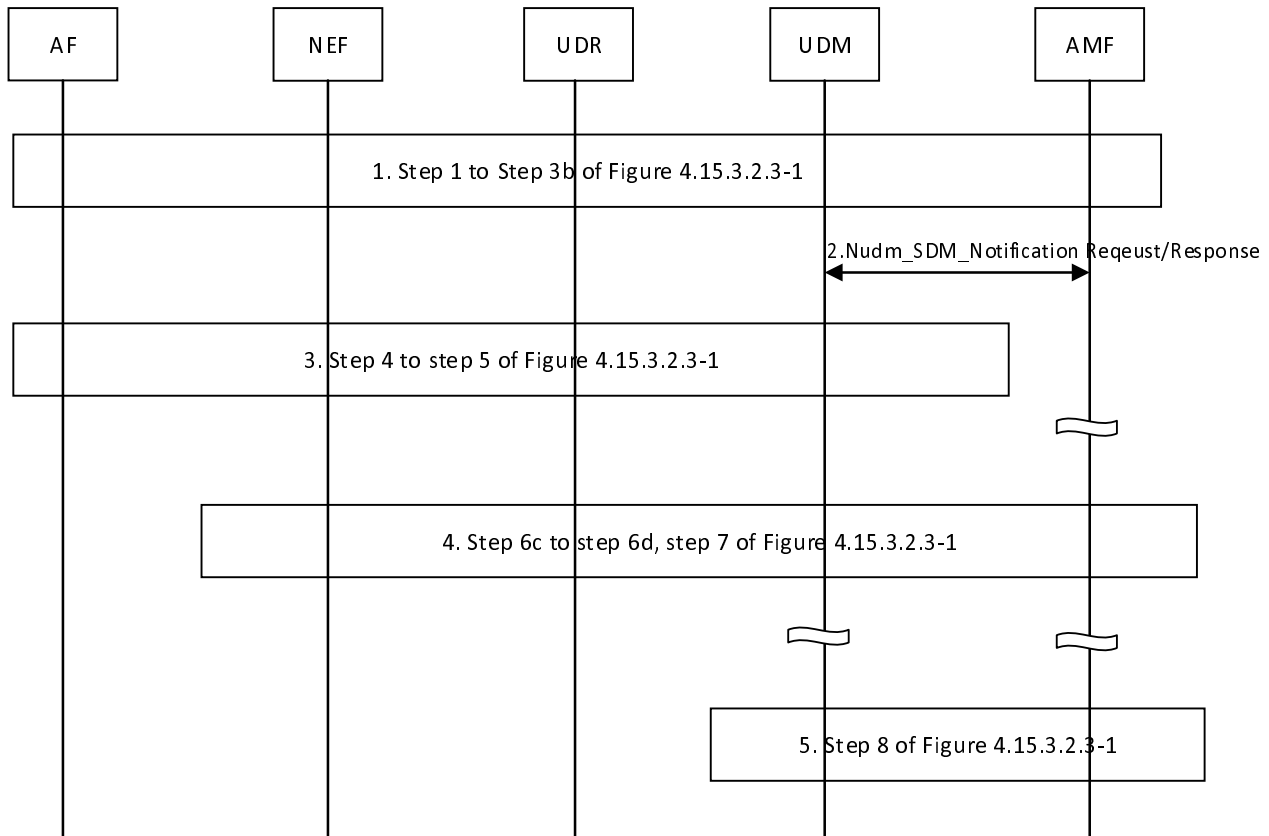 AF
NEF
UDR
UDM
AMF
1. Step 1 to Step 3b of Figure 4.15.3.2.3-1
2.Nudm_SDM_Notification Reqeust/Response
3. Step 4 to step 5 of Figure 4.15.3.2.3-1
4. Step 6c to step 6d, step 7 of Figure 4.15.3.2.3-1
5. Step 8 of Figure 4.15.3.2.3-1